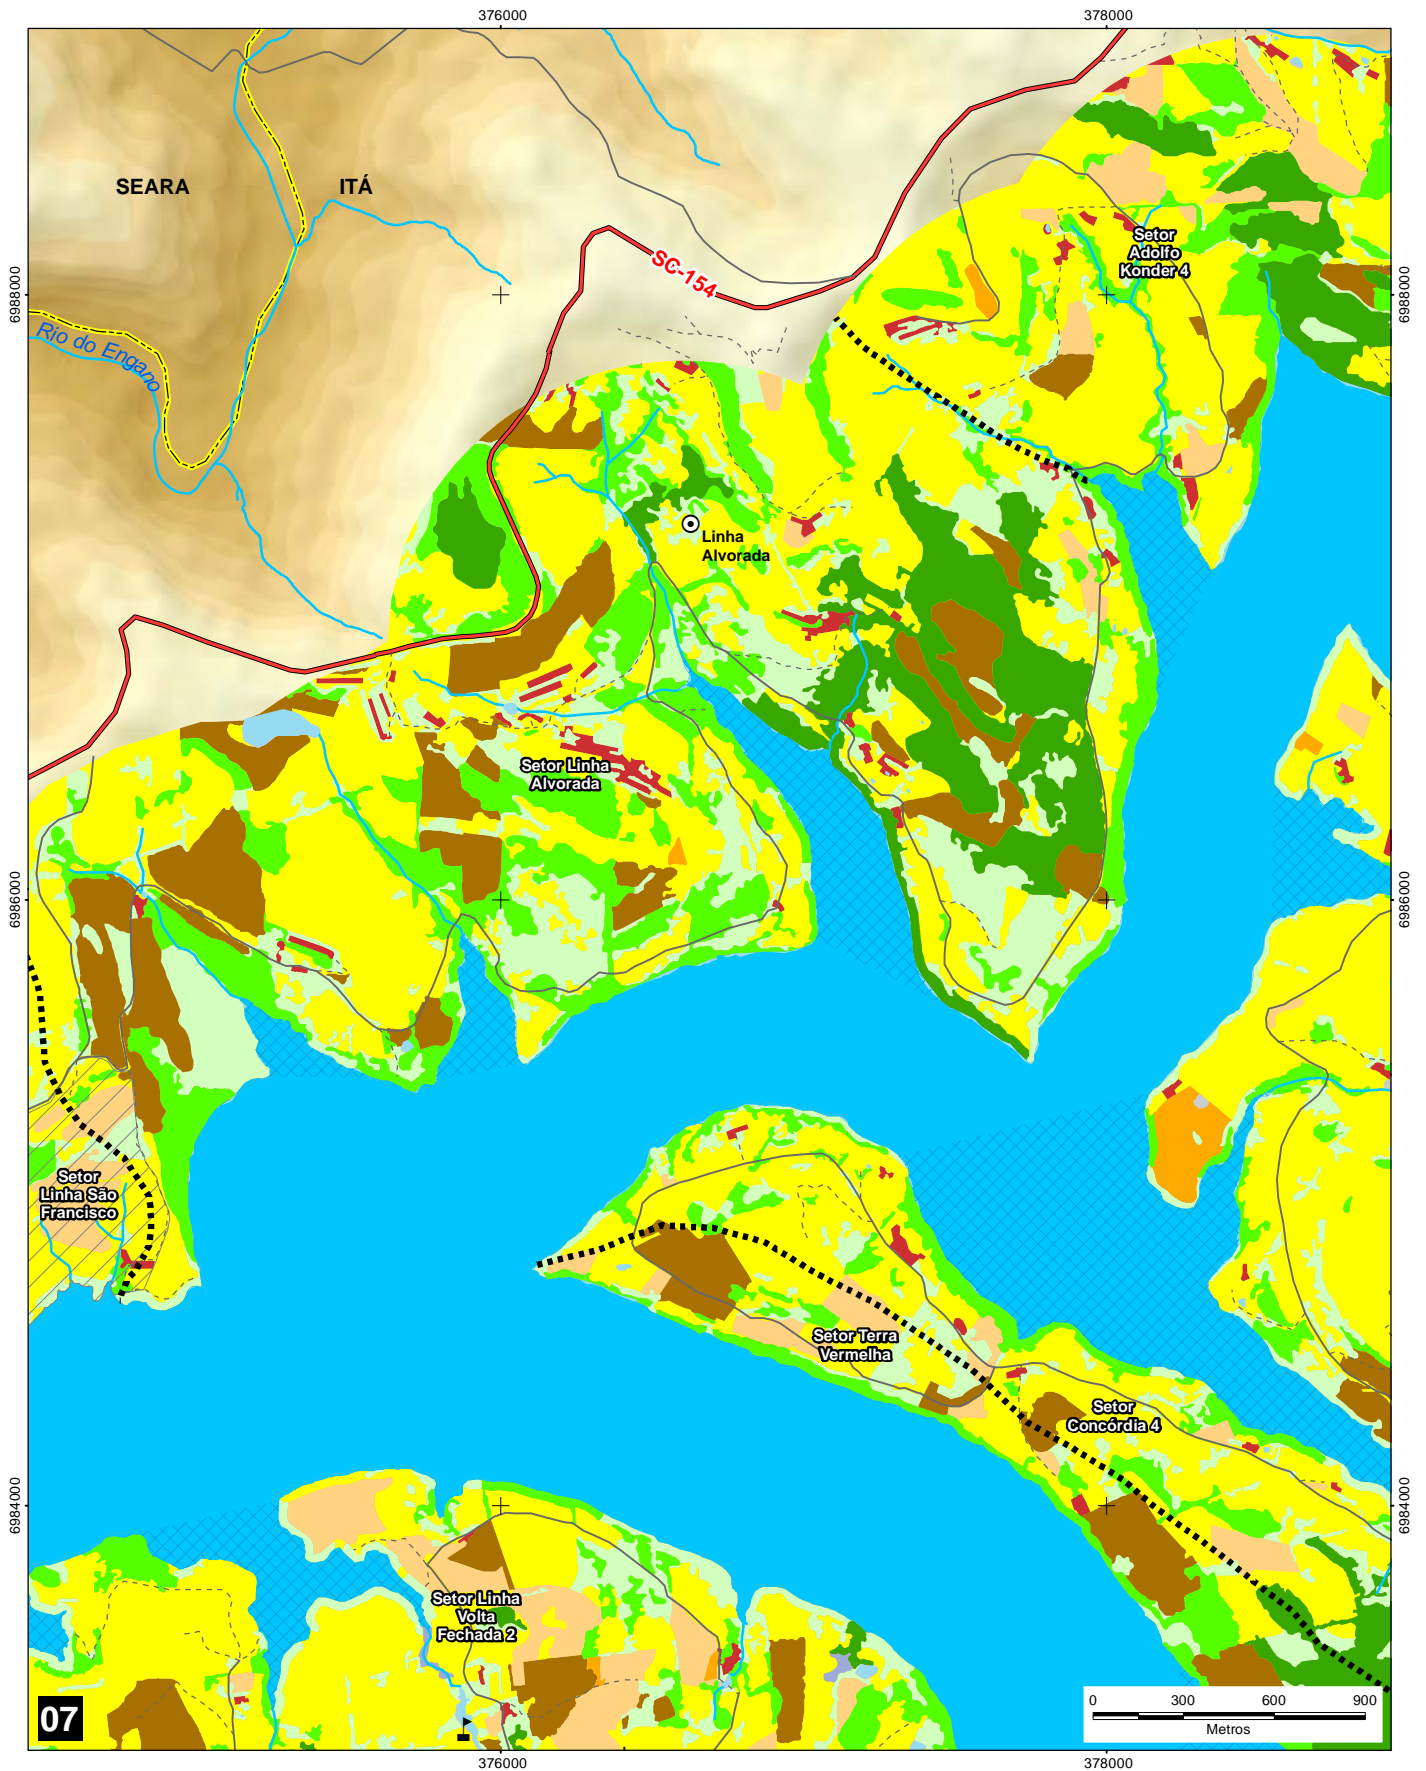 376000
378000
SEARA
ITÁ
Setor
Adolfo
Konder 4
SC-154
6988000
6988000
Rio do Engano
Linha
Alvorada
Setor Linha
Alvorada
6986000
6986000
Setor
Linha São
Francisco
Setor Terra
Vermelha
Setor
Concórdia 4
6984000
6984000
Setor Linha
Volta
Fechada 2
07
0 300 600 900
Metros
376000
378000